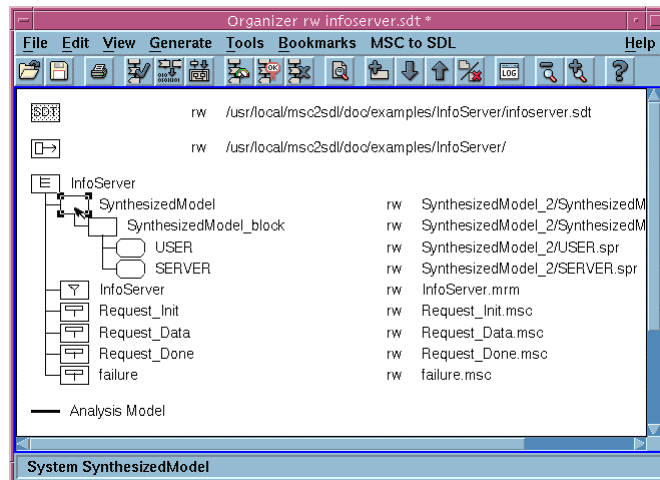 Organizer rw infoserver.sdt *
File Edit View Generate Tools Bookmarks MSC to SDL Help
OK LOG ?
SDT rw /usr/local/msc2sdl/doc/examples/InfoServer/infoserver.sdt
rw /usr/local/msc2sdl/doc/examples/InfoServer/
InfoServer
SynthesizedModel rw SynthesizedModel_2/SynthesizedM
SynthesizedModel_block rw SynthesizedModel_2/SynthesizedM
USER rw SynthesizedModel_2/USER.spr
SERVER rw SynthesizedModel_2/SERVER.spr
InfoServer rw InfoServer.mrm
Request_Init rw Request_Init.msc
Request_Data rw Request_Data.msc
Request_Done rw Request_Done.msc
failure rw failure.msc
Analysis Model
System SynthesizedModel